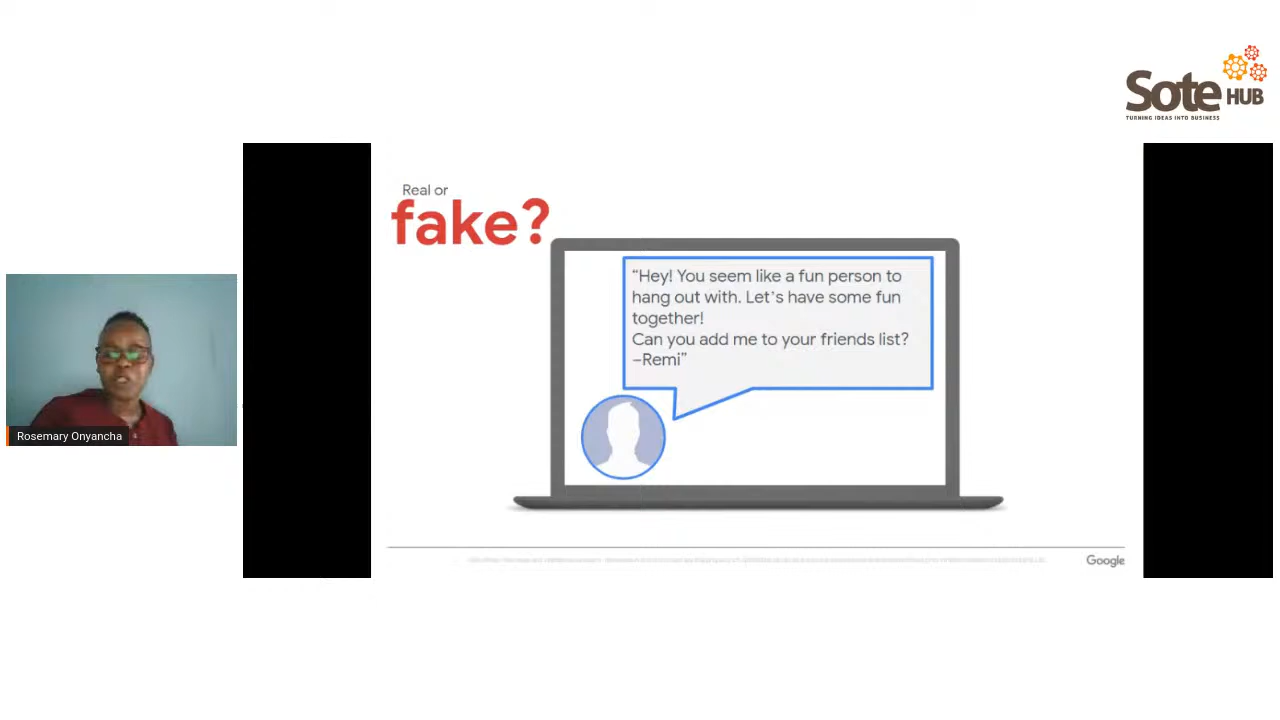 Sote HUB
TURNING IDEAS INTO BUSINESS
Real or
fake?
“Hey! You seem like a fun person to
hang out with. Let’s have some fun
together!
Can you add me to your friends list?
–Remi”
Rosemary Onyancha
Google